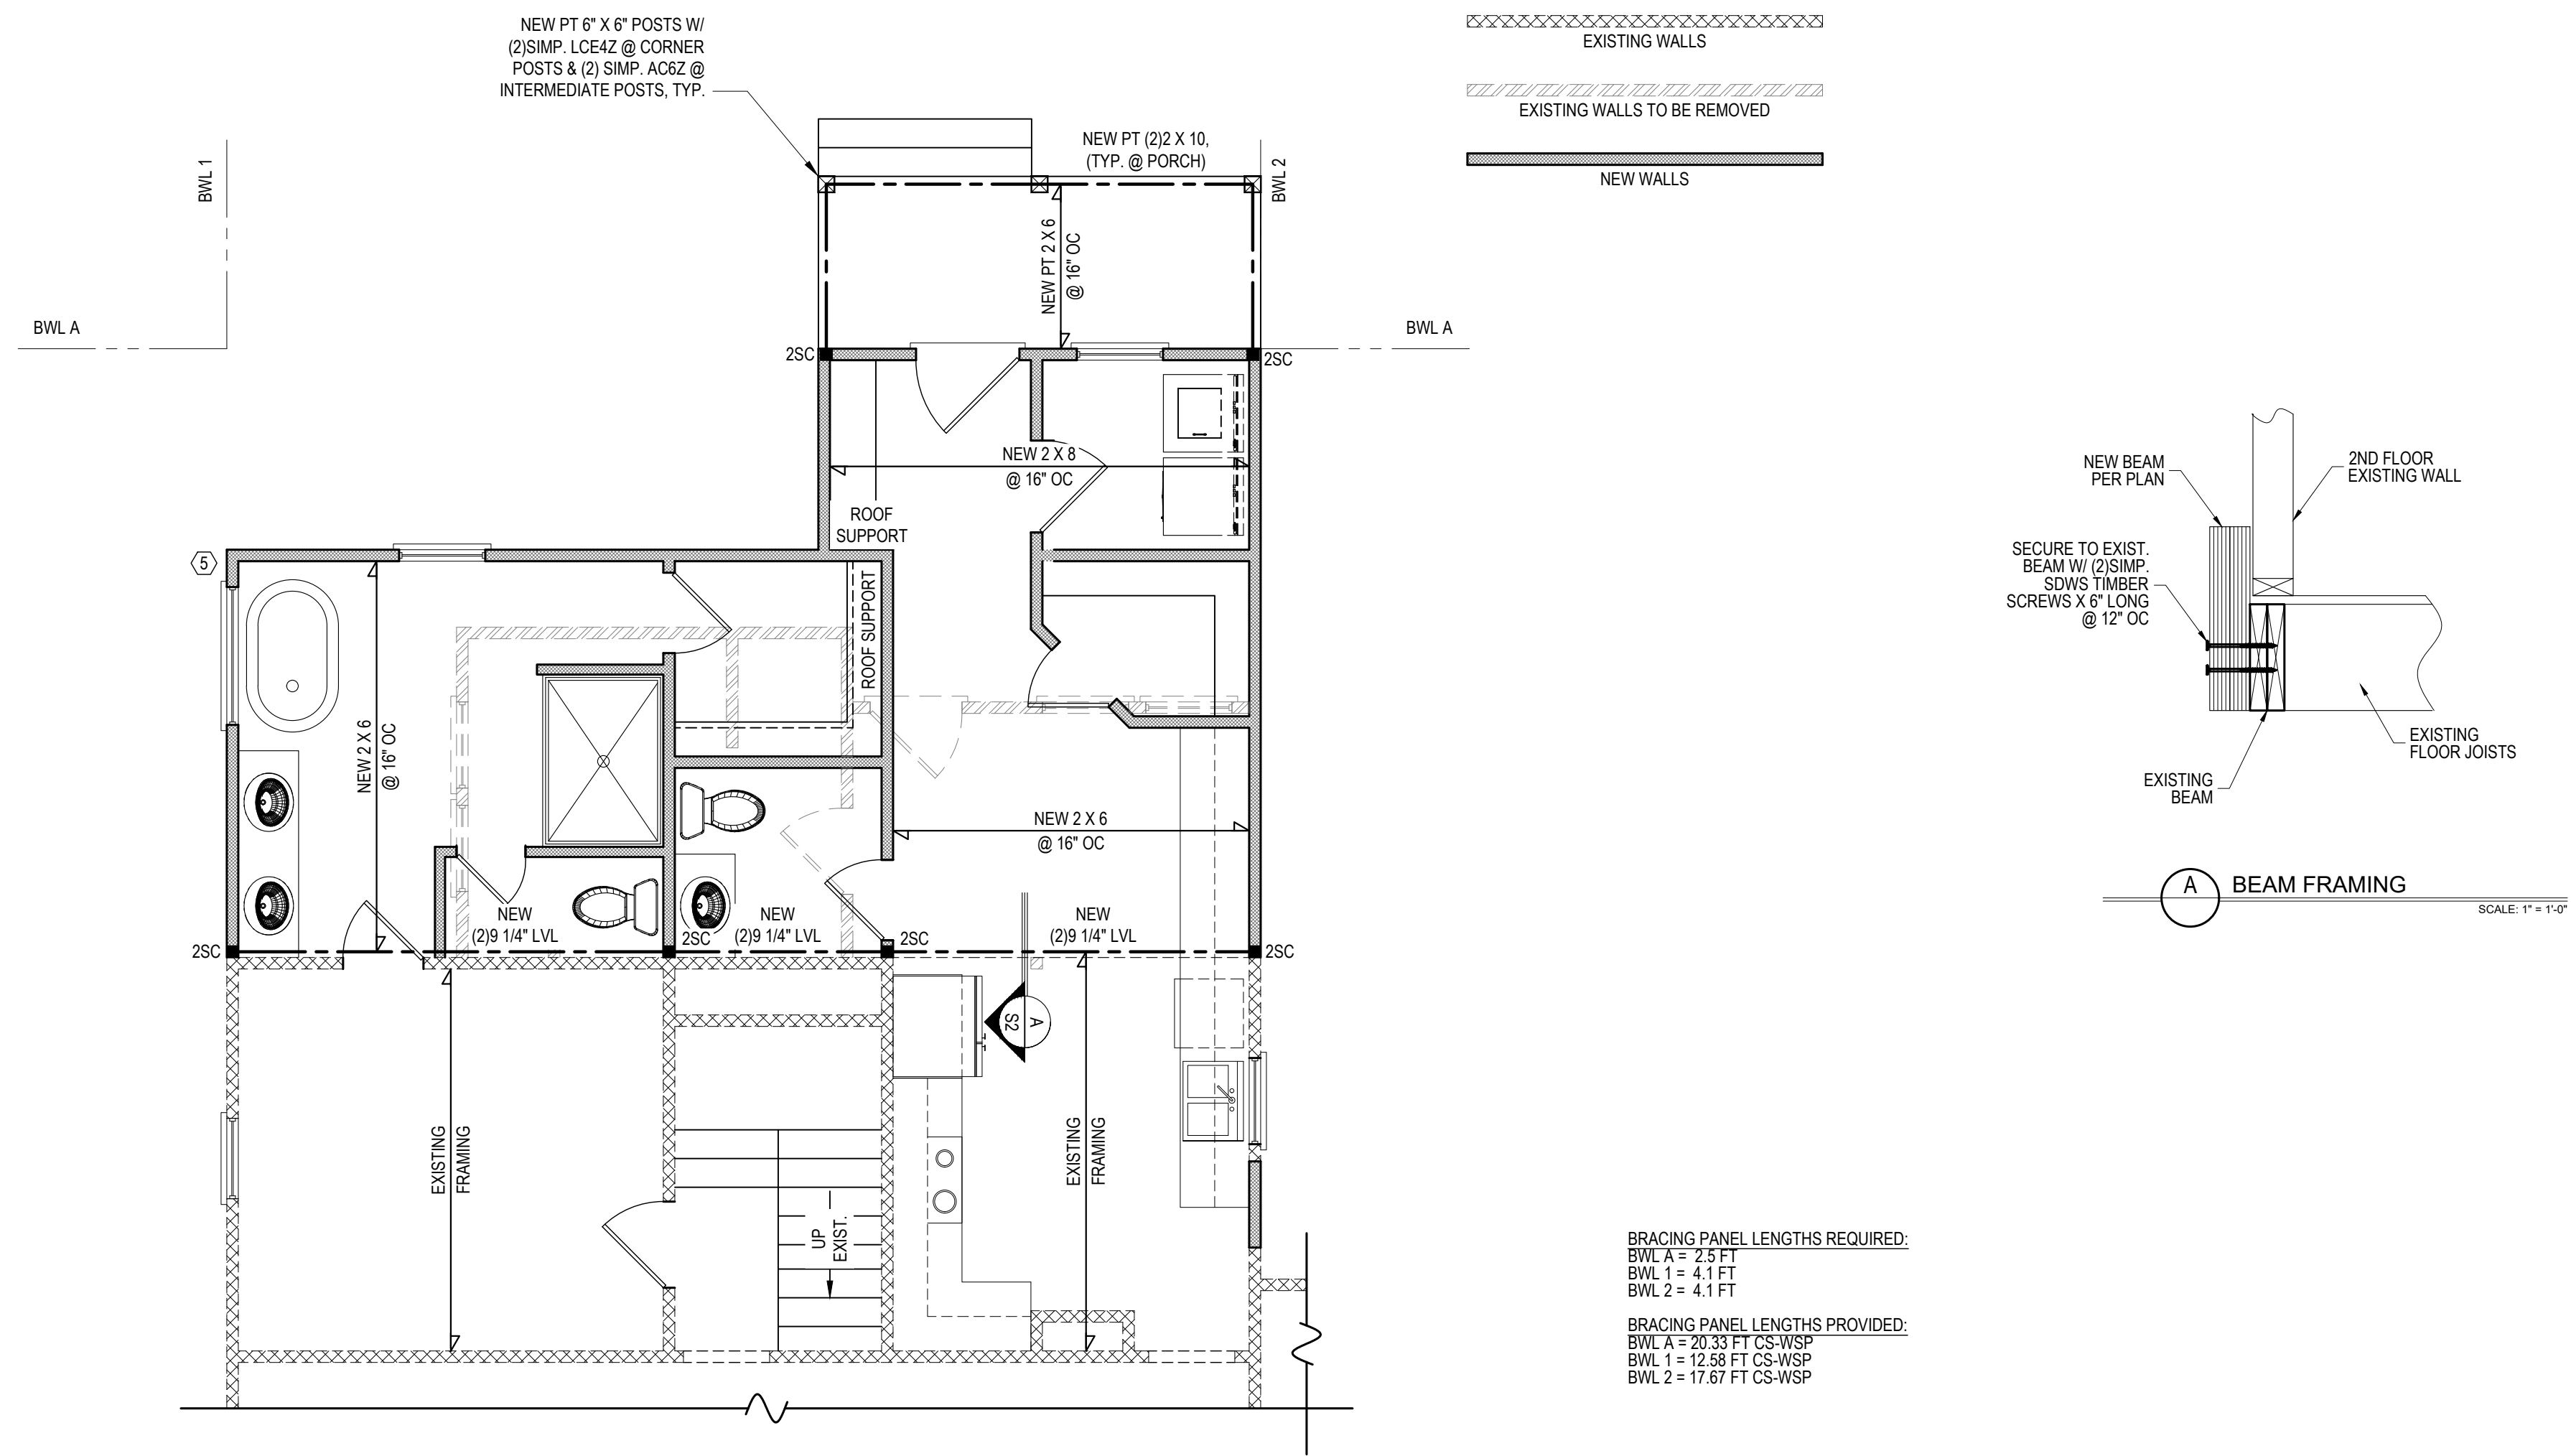 NEW PT 6" X 6" POSTS W/
(2)SIMP. LCE4Z @ CORNER
POSTS & (2) SIMP. AC6Z @
INTERMEDIATE POSTS, TYP.
EXISTING WALLS
EXISTING WALLS TO BE REMOVED
NEW WALLS
NEW PT (2)2 X 10,
(TYP. @ PORCH)
BWL 1
BWL 2
BWL A
BWL A
NEW PT 2 X 6
@ 16" OC
2SC
2SC
NEW 2 X 8
@ 16" OC
ROOF
SUPPORT
ROOF SUPPORT
5
NEW 2 X 6
@ 16" OC
NEW 2 X 6
@ 16" OC
NEW
(2)9 1/4" LVL
NEW
(2)9 1/4" LVL
NEW
(2)9 1/4" LVL
2SC
2SC
2SC
2SC
A
S2
EXISTING
FRAMING
EXISTING
FRAMING
UP
EXIST.
NEW BEAM
PER PLAN
2ND FLOOR
EXISTING WALL
SECURE TO EXIST.
BEAM W/ (2)SIMP.
SDWS TIMBER
SCREWS X 6" LONG
@ 12" OC
EXISTING
FLOOR JOISTS
EXISTING
BEAM
A
BEAM FRAMING
SCALE: 1" = 1'-0"
BRACING PANEL LENGTHS REQUIRED:
BWL A = 2.5 FT
BWL 1 = 4.1 FT
BWL 2 = 4.1 FT
BRACING PANEL LENGTHS PROVIDED:
BWL A = 20.33 FT CS-WSP
BWL 1 = 12.58 FT CS-WSP
BWL 2 = 17.67 FT CS-WSP